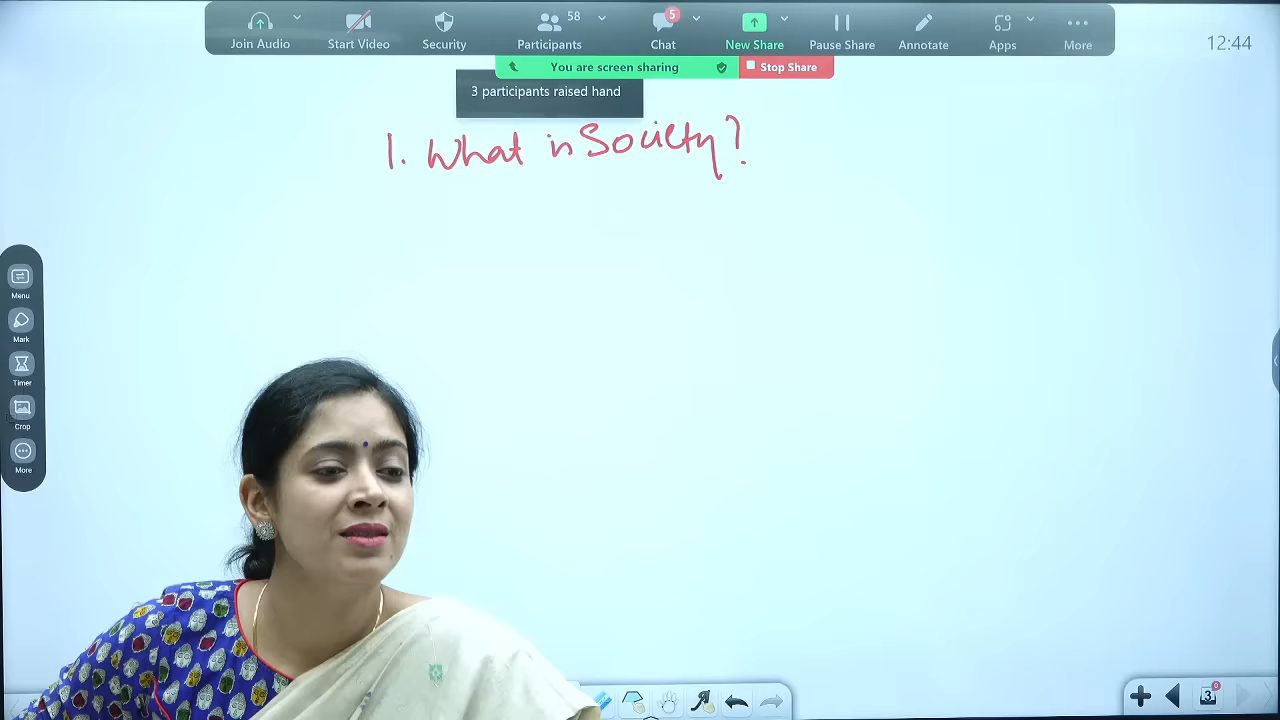 58
5
Join Audio
Start Video
Security
Participants
Chat
New Share
Pause Share
Annotate
Apps
More
12:44
You are screen sharing
Stop Share
3 participants raised hand
1. What is Society?
Menu
Mark
Timer
Crop
More
3